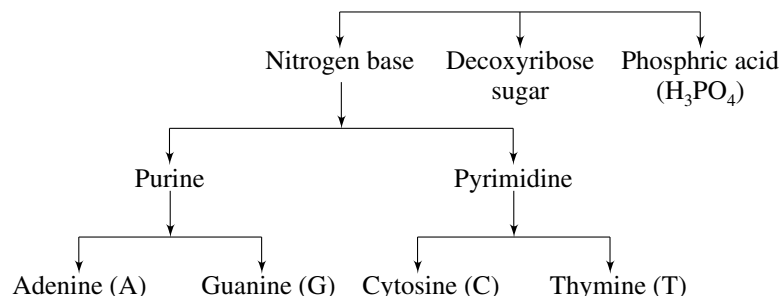 Nitrogen base Decoxyribose Phosphric acid
sugar (H₃PO₄)
Purine Pyrimidine
Adenine (A) Guanine (G) Cytosine (C) Thymine (T)